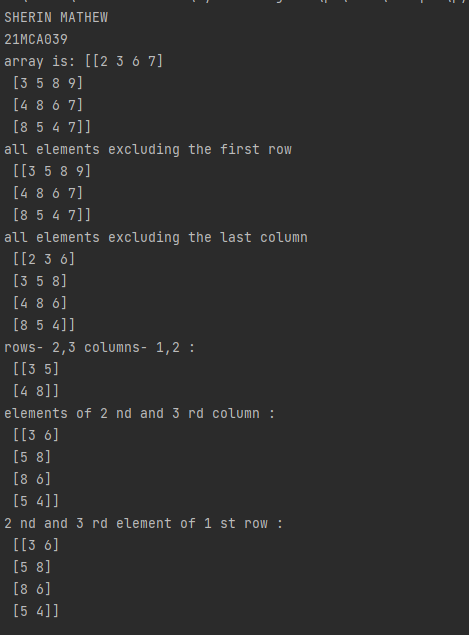 SHERIN MATHEW
21MCA039
array is: [[2 3 6 7]
[3 5 8 9]
[4 8 6 7]
[8 5 4 7]]
all elements excluding the first row
[[3 5 8 9]
[4 8 6 7]
[8 5 4 7]]
all elements excluding the last column
[[2 3 6]
[3 5 8]
[4 8 6]
[8 5 4]]
rows- 2,3 columns- 1,2 :
[[3 5]
[4 8]]
elements of 2 nd and 3 rd column :
[[3 6]
[5 8]
[8 6]
[5 4]]
2 nd and 3 rd element of 1 st row :
[[3 6]
[5 8]
[8 6]
[5 4]]